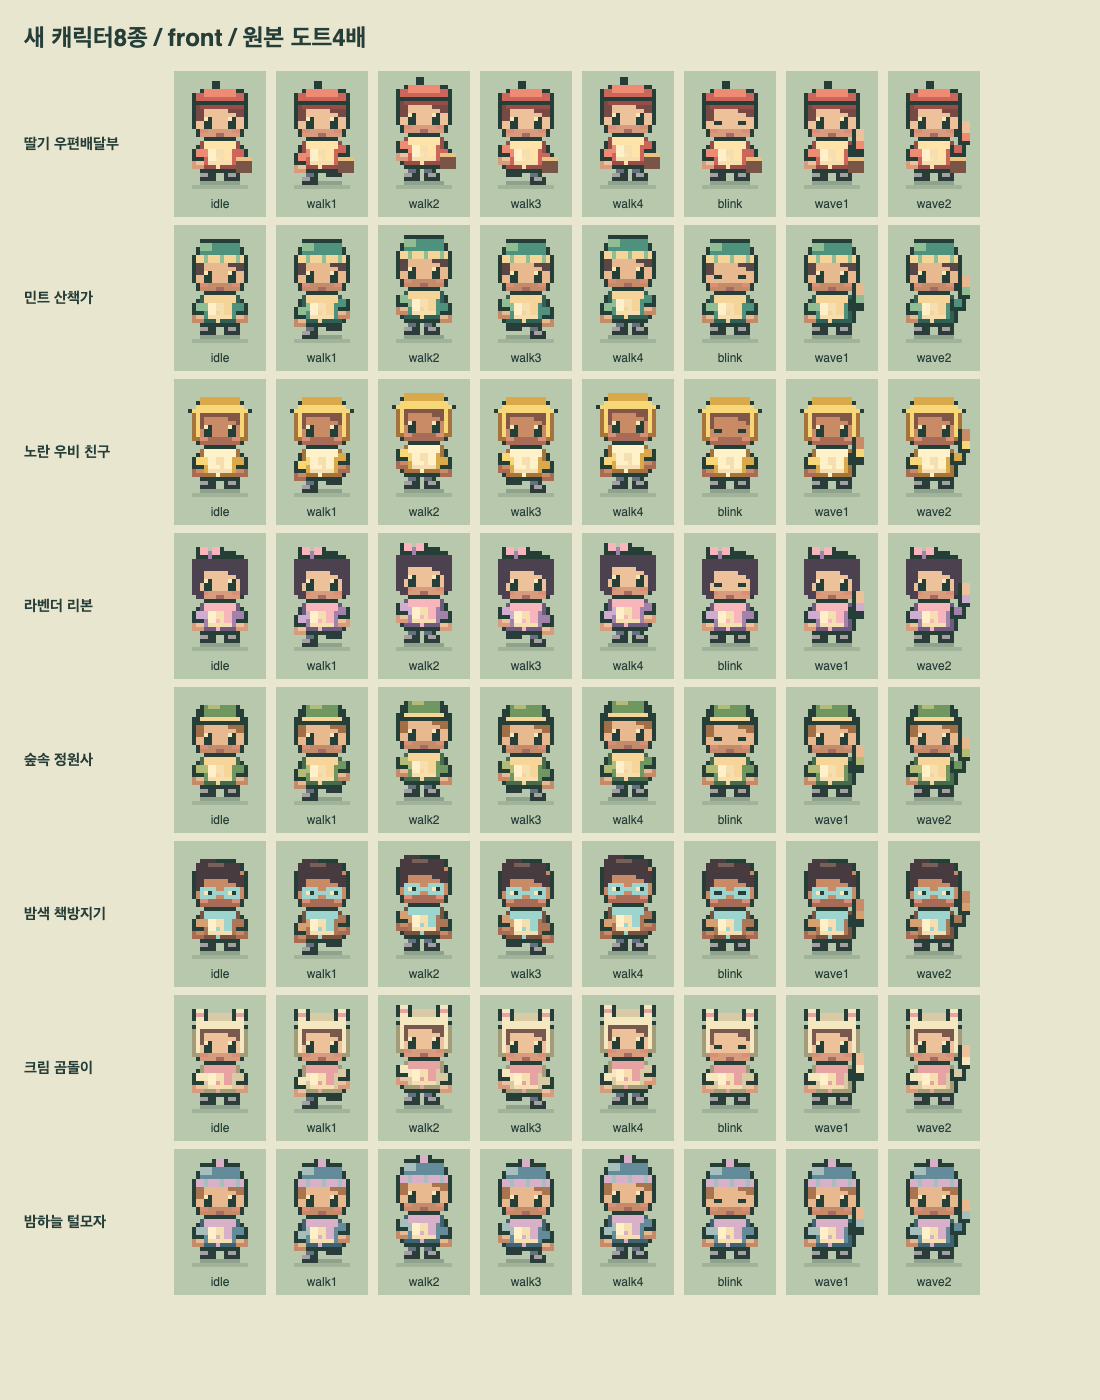 새 캐릭터8종 / front / 원본 도트4배
딸기 우편배달부
idle walk1 walk2 walk3 walk4 blink wave1 wave2
민트 산책가
idle walk1 walk2 walk3 walk4 blink wave1 wave2
노란 우비 친구
idle walk1 walk2 walk3 walk4 blink wave1 wave2
라벤더 리본
idle walk1 walk2 walk3 walk4 blink wave1 wave2
숲속 정원사
idle walk1 walk2 walk3 walk4 blink wave1 wave2
밤색 책방지기
idle walk1 walk2 walk3 walk4 blink wave1 wave2
크림 곰돌이
idle walk1 walk2 walk3 walk4 blink wave1 wave2
밤하늘 털모자
idle walk1 walk2 walk3 walk4 blink wave1 wave2